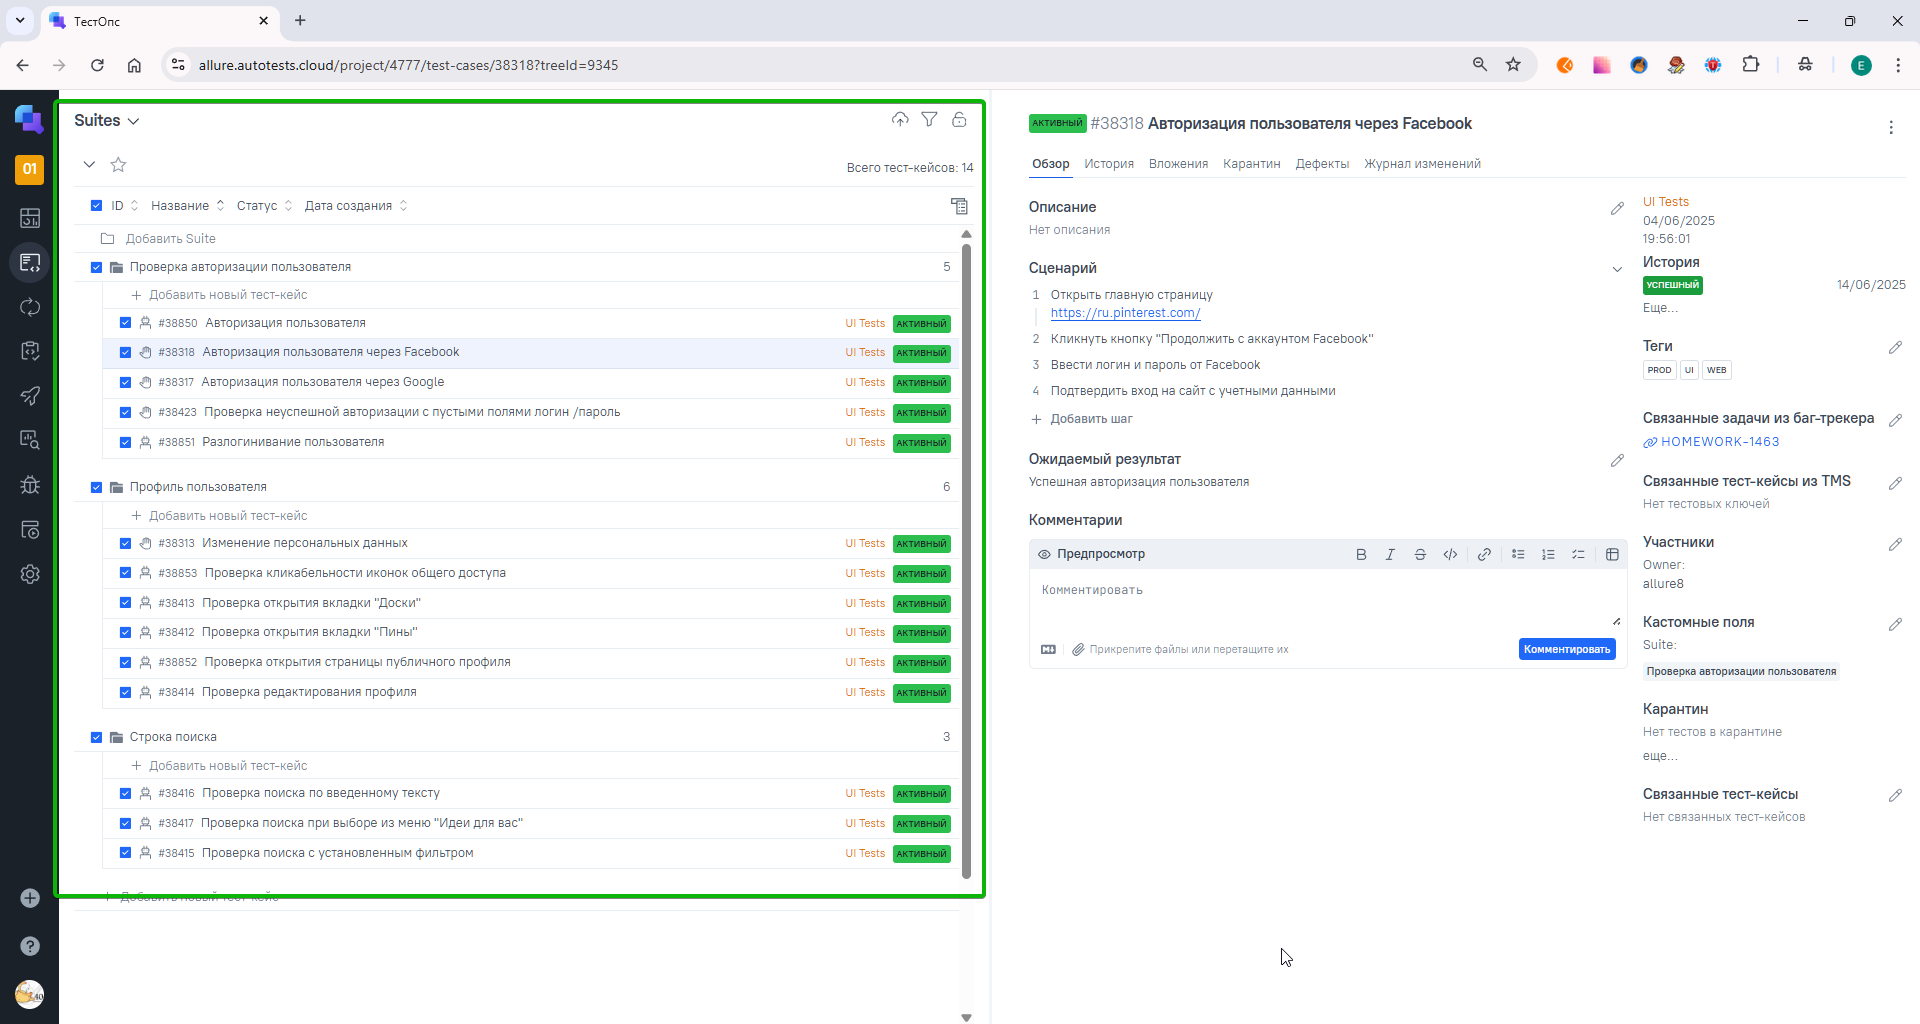 ТестОпс
allure.autotests.cloud/project/4777/test-cases/38318?treeId=9345
E
01
Suites
Всего тест-кейсов: 14
ID Название Статус Дата создания
Добавить Suite
Проверка авторизации пользователя 5
Добавить новый тест-кейс
#38850 Авторизация пользователя UI Tests АКТИВНЫЙ
#38318 Авторизация пользователя через Facebook UI Tests АКТИВНЫЙ
#38317 Авторизация пользователя через Google UI Tests АКТИВНЫЙ
#38423 Проверка неуспешной авторизации с пустыми полями логин /пароль UI Tests АКТИВНЫЙ
#38851 Разлогинивание пользователя UI Tests АКТИВНЫЙ
Профиль пользователя 6
Добавить новый тест-кейс
#38313 Изменение персональных данных UI Tests АКТИВНЫЙ
#38853 Проверка кликабельности иконок общего доступа UI Tests АКТИВНЫЙ
#38413 Проверка открытия вкладки "Доски" UI Tests АКТИВНЫЙ
#38412 Проверка открытия вкладки "Пины" UI Tests АКТИВНЫЙ
#38852 Проверка открытия страницы публичного профиля UI Tests АКТИВНЫЙ
#38414 Проверка редактирования профиля UI Tests АКТИВНЫЙ
Строка поиска 3
Добавить новый тест-кейс
#38416 Проверка поиска по введенному тексту UI Tests АКТИВНЫЙ
#38417 Проверка поиска при выборе из меню "Идеи для вас" UI Tests АКТИВНЫЙ
#38415 Проверка поиска с установленным фильтром UI Tests АКТИВНЫЙ
Добавить новый тест-кейс
АКТИВНЫЙ #38318 Авторизация пользователя через Facebook
Обзор История Вложения Карантин Дефекты Журнал изменений
Описание
Нет описания
Сценарий
1 Открыть главную страницу
https://ru.pinterest.com/
2 Кликнуть кнопку "Продолжить с аккаунтом Facebook"
3 Ввести логин и пароль от Facebook
4 Подтвердить вход на сайт с учетными данными
Добавить шаг
Ожидаемый результат
Успешная авторизация пользователя
Комментарии
Предпросмотр
Комментировать
Прикрепите файлы или перетащите их
Комментировать
UI Tests
04/06/2025
19:56:01
История
УСПЕШНЫЙ 14/06/2025
Еще...
Теги
PROD UI WEB
Связанные задачи из баг-трекера
HOMEWORK-1463
Связанные тест-кейсы из TMS
Нет тестовых ключей
Участники
Owner:
allure8
Кастомные поля
Suite:
Проверка авторизации пользователя
Карантин
Нет тестов в карантине
еще...
Связанные тест-кейсы
Нет связанных тест-кейсов